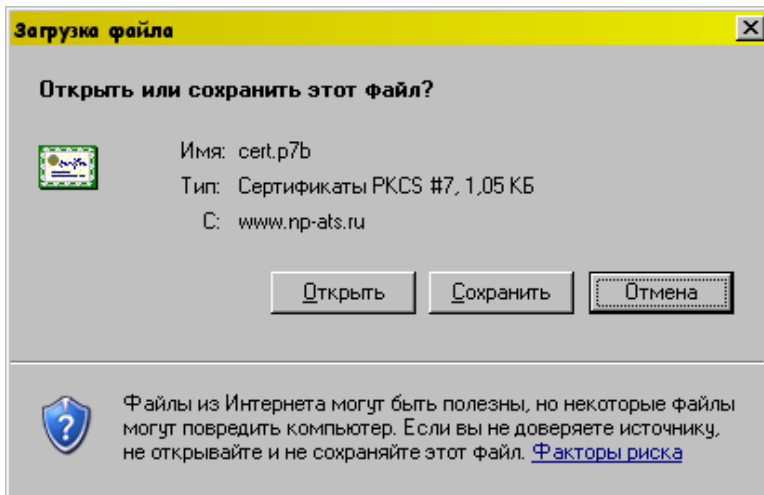 Загрузка файла
Открыть или сохранить этот файл?
Имя: cert.p7b
Тип: Сертификаты PKCS #7, 1,05 КБ
С: www.np-ats.ru
Открыть Сохранить Отмена
Файлы из Интернета могут быть полезны, но некоторые файлы
могут повредить компьютер. Если вы не доверяете источнику,
не открывайте и не сохраняйте этот файл. Факторы риска